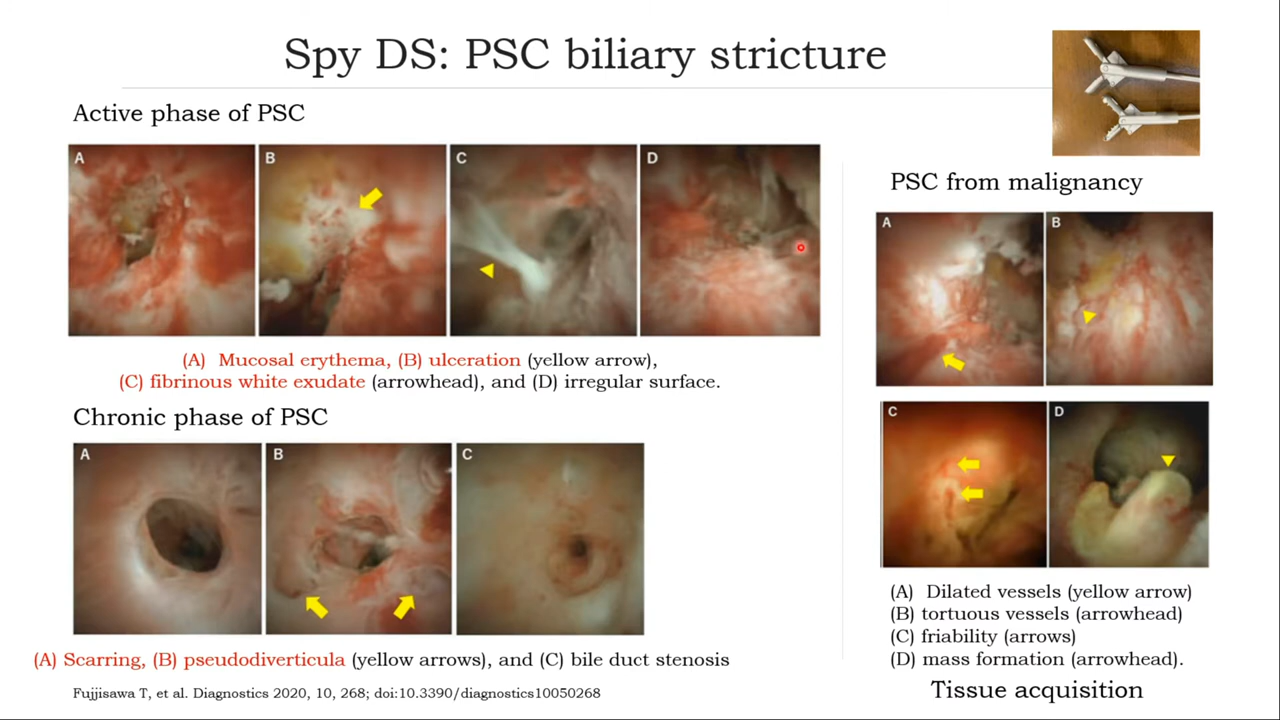 Spy DS: PSC biliary stricture
Active phase of PSC
A
B
C
D
(A) Mucosal erythema, (B) ulceration (yellow arrow),
(C) fibrinous white exudate (arrowhead), and (D) irregular surface.
Chronic phase of PSC
A
B
C
(A) Scarring, (B) pseudodiverticula (yellow arrows), and (C) bile duct stenosis
Fujjisawa T, et al. Diagnostics 2020, 10, 268; doi:10.3390/diagnostics10050268
PSC from malignancy
A
B
C
D
(A) Dilated vessels (yellow arrow)
(B) tortuous vessels (arrowhead)
(C) friability (arrows)
(D) mass formation (arrowhead).
Tissue acquisition